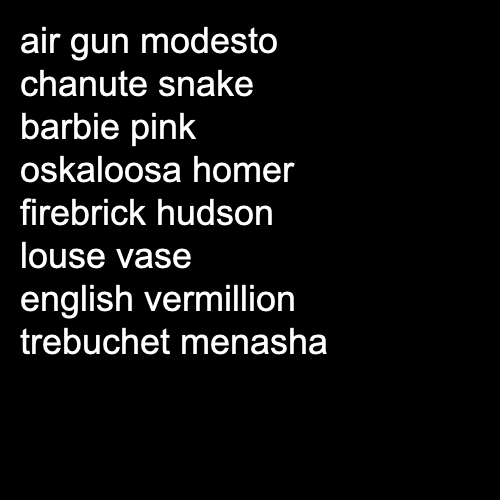 air gun modesto
chanute snake
barbie pink
oskaloosa homer
firebrick hudson
louse vase
english vermillion
trebuchet menasha